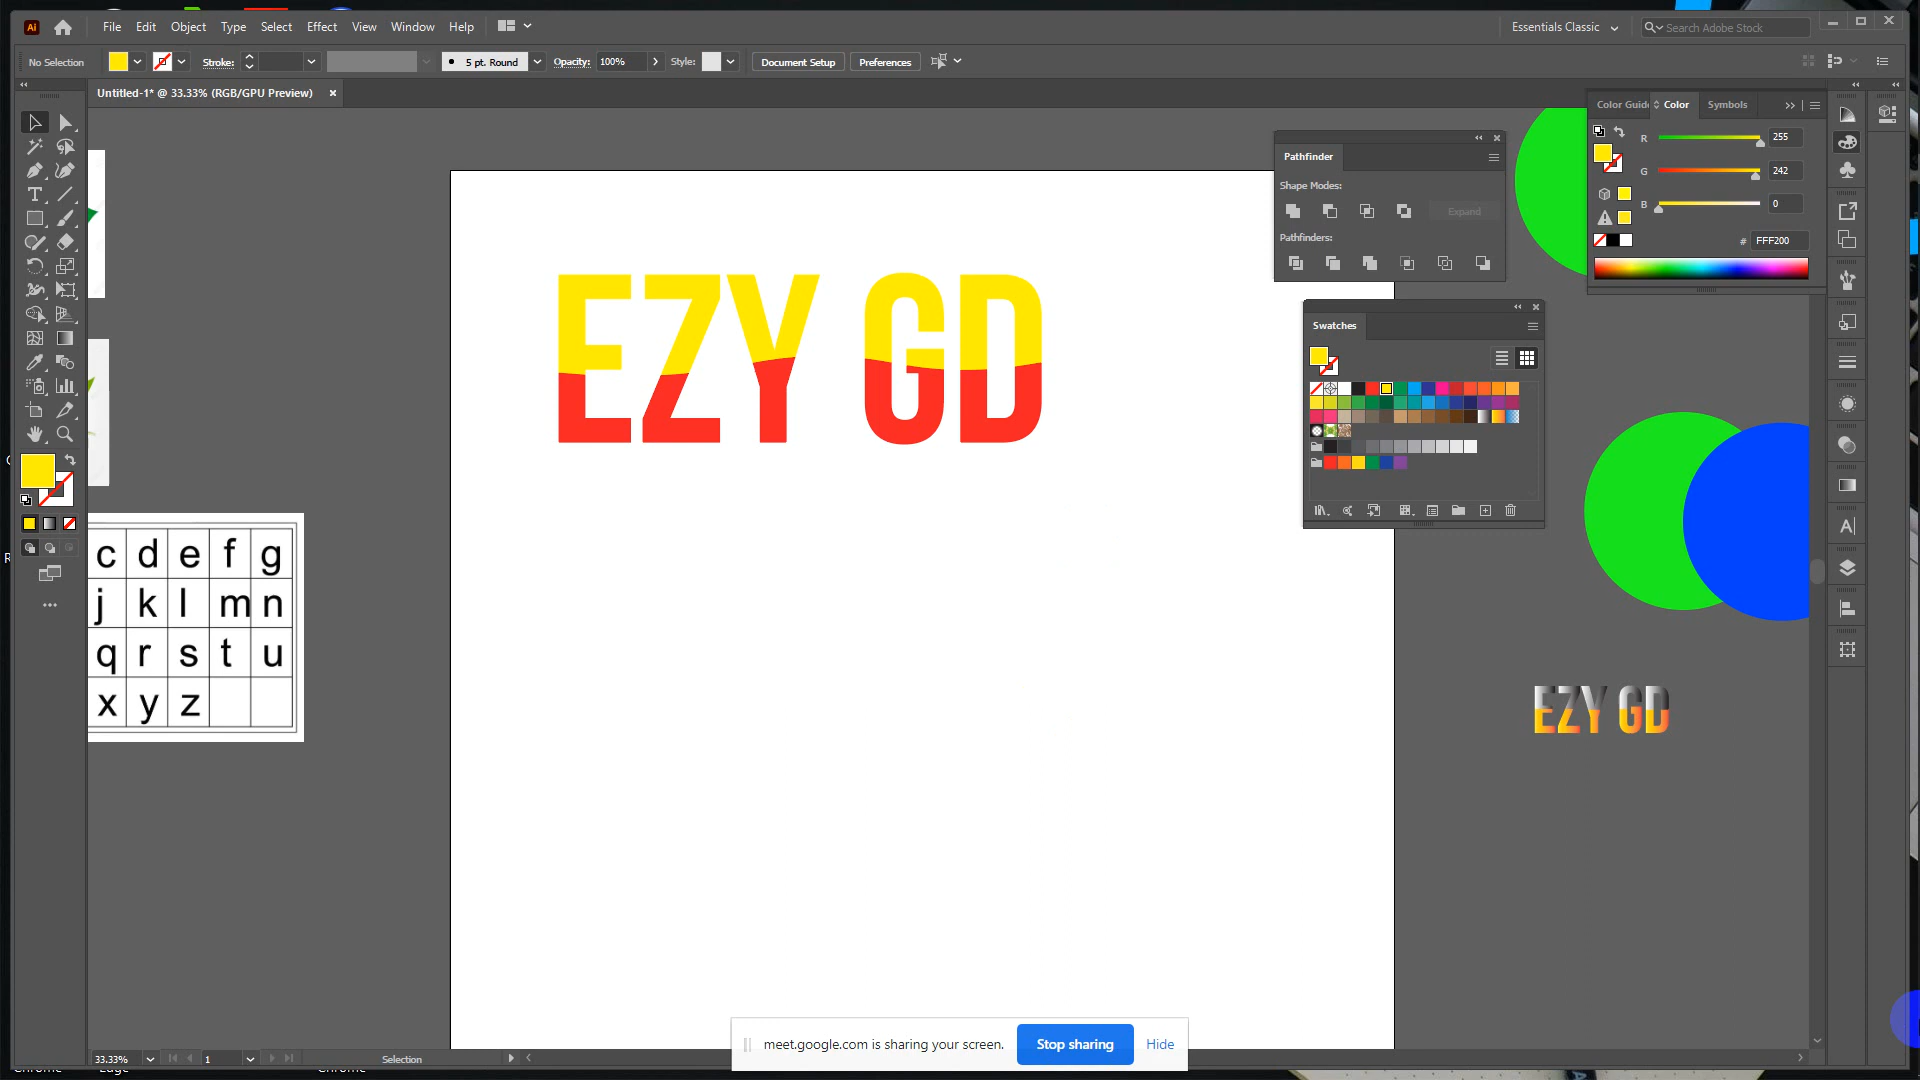 File Edit Object Type Select Effect View Window Help
Essentials Classic
Search Adobe Stock
No Selection
Stroke:
5 pt. Round
Opacity: 100%
Style:
Document Setup
Preferences
Untitled-1* @ 33.33% (RGB/GPU Preview)
Color Guide
Color
Symbols
R 255
G 242
B 0
# FFF200
Pathfinder
Shape Modes:
Expand
Pathfinders:
Swatches
EZY GD
c d e f g
j k l m n
q r s t u
x y z
EZY GD
33.33%
1
Selection
meet.google.com is sharing your screen.
Stop sharing
Hide